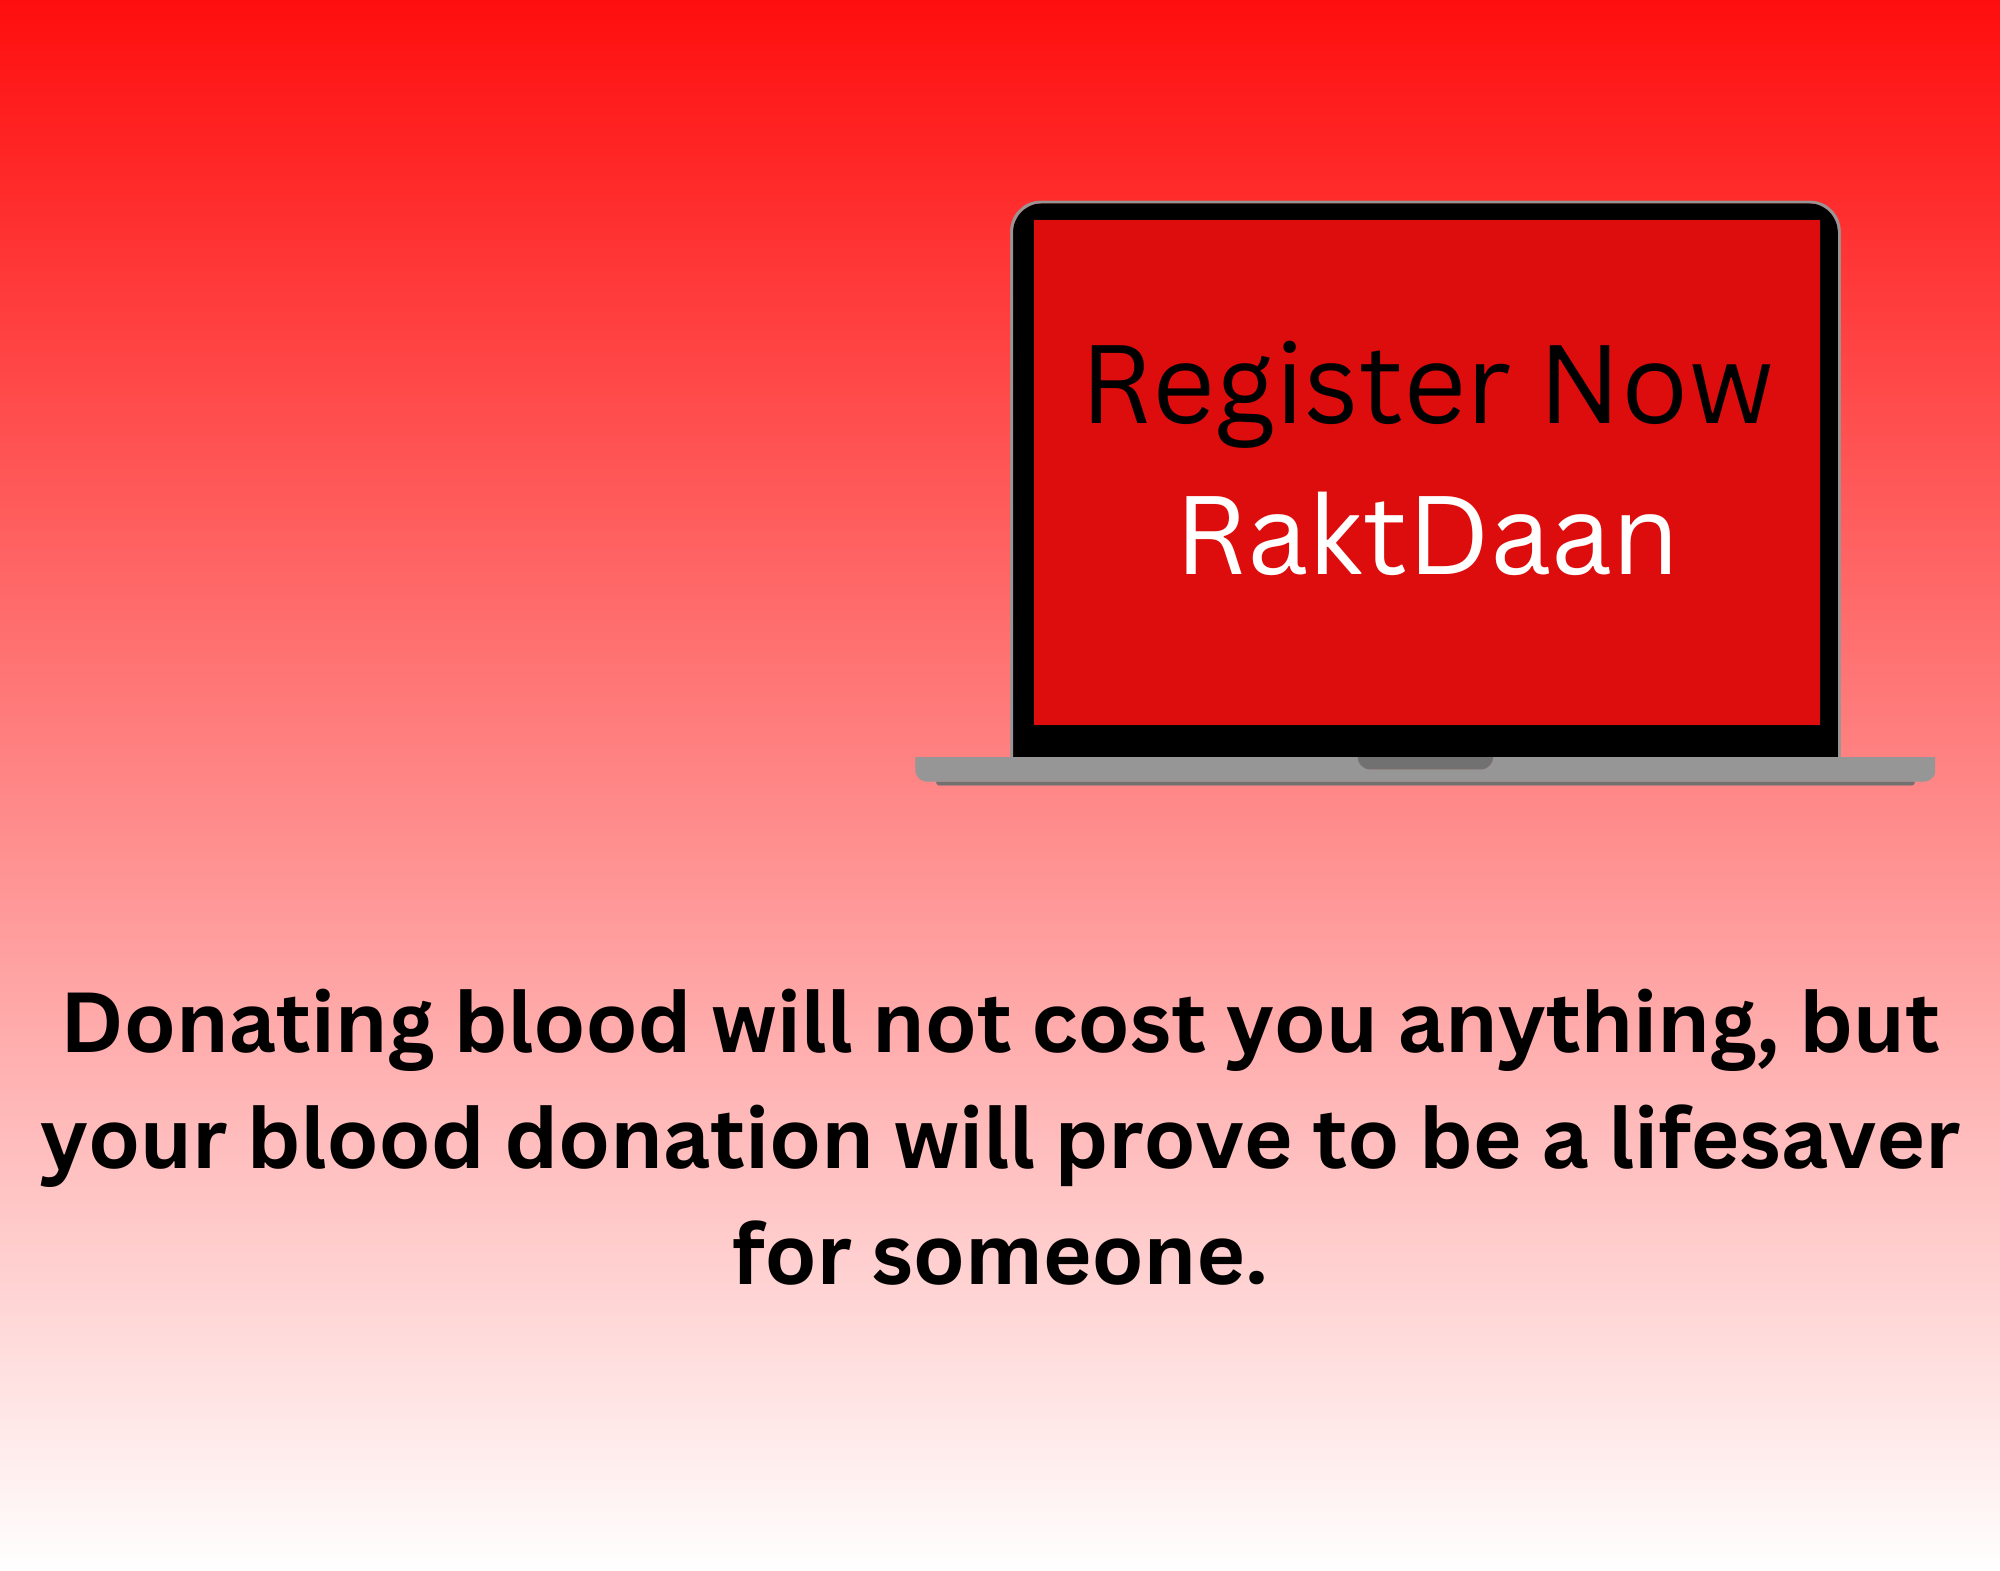 Register Now
RaktDaan
Donating blood will not cost you anything, but
your blood donation will prove to be a lifesaver
for someone.